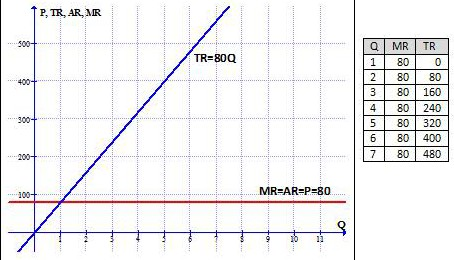 P, TR, AR, MR
500
400
300
200
100
TR=80Q
MR=AR=P=80
Q
1 2 3 4 5 6 7 8 9 10 11
Q MR TR
1 80 0
2 80 80
3 80 160
4 80 240
5 80 320
6 80 400
7 80 480